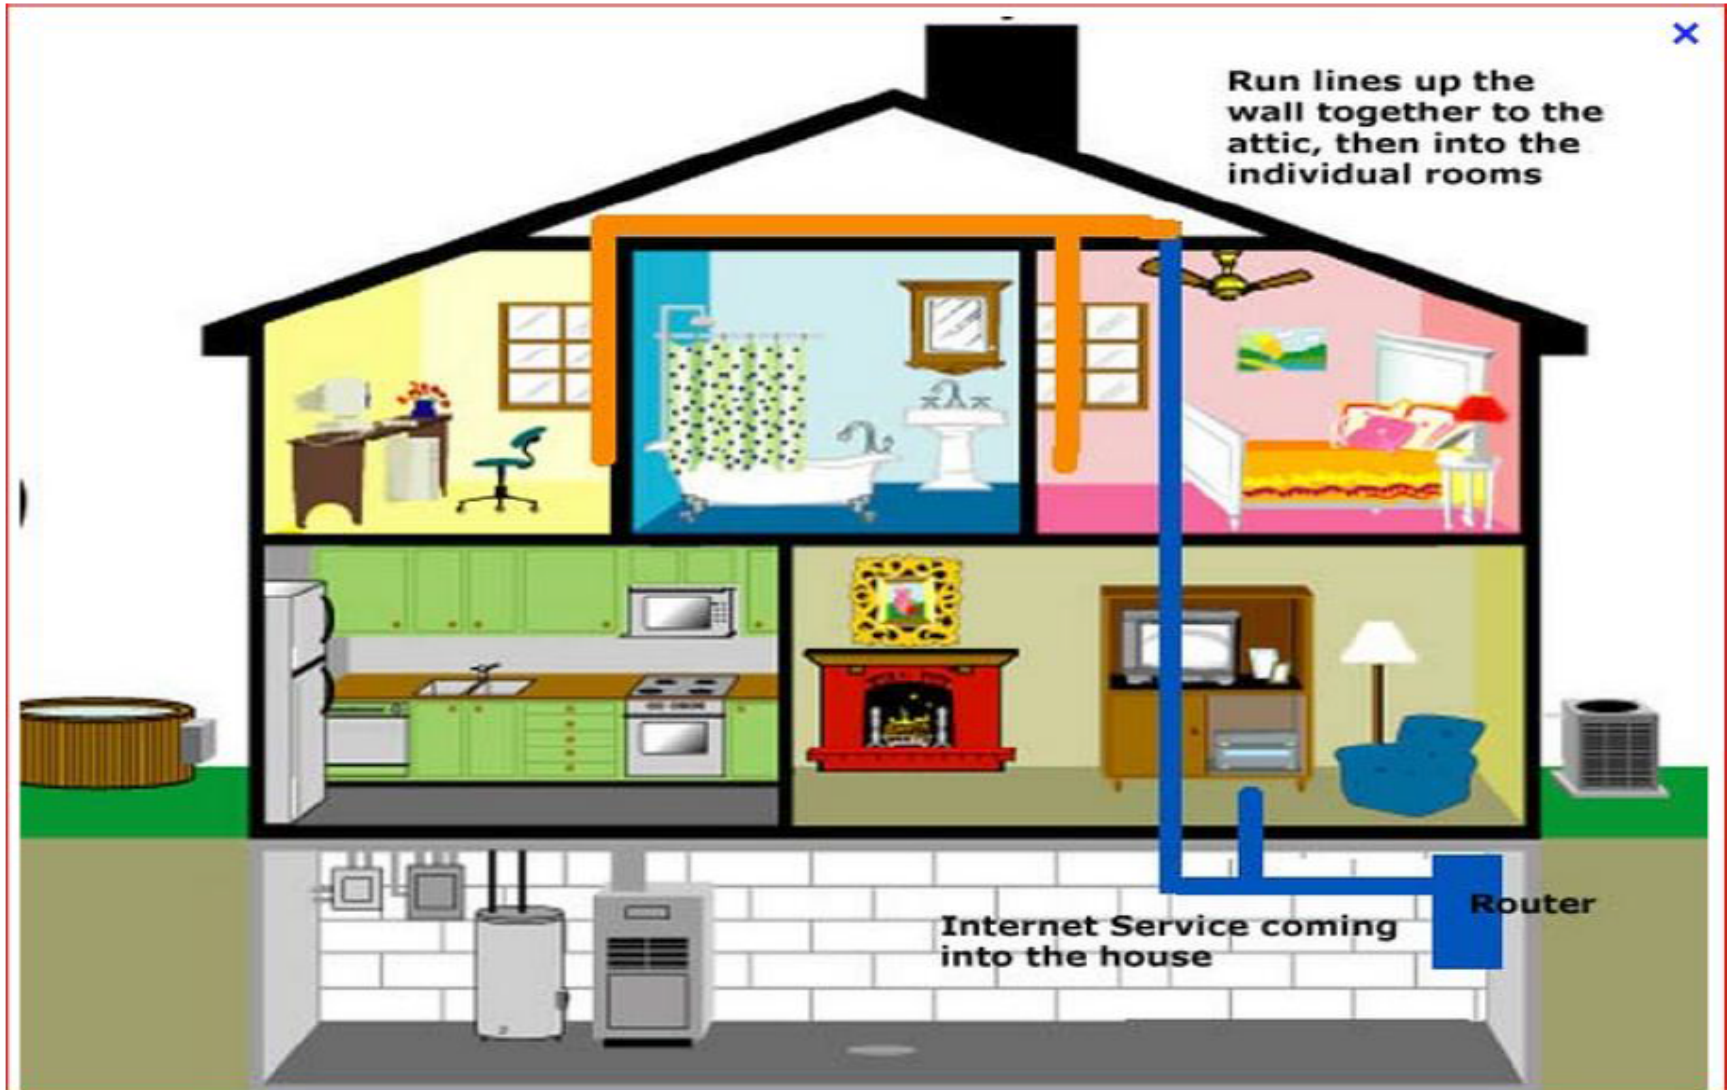 Run lines up the
wall together to the
attic, then into the
individual rooms
Router
Internet Service coming
into the house